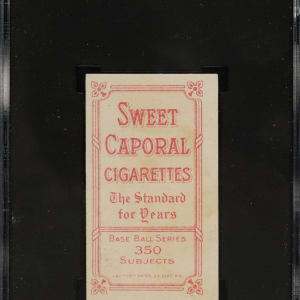 SWEET
CAPORAL
CIGARETTES
The Standard
for Years
BASE BALL SERIES
350
SUBJECTS